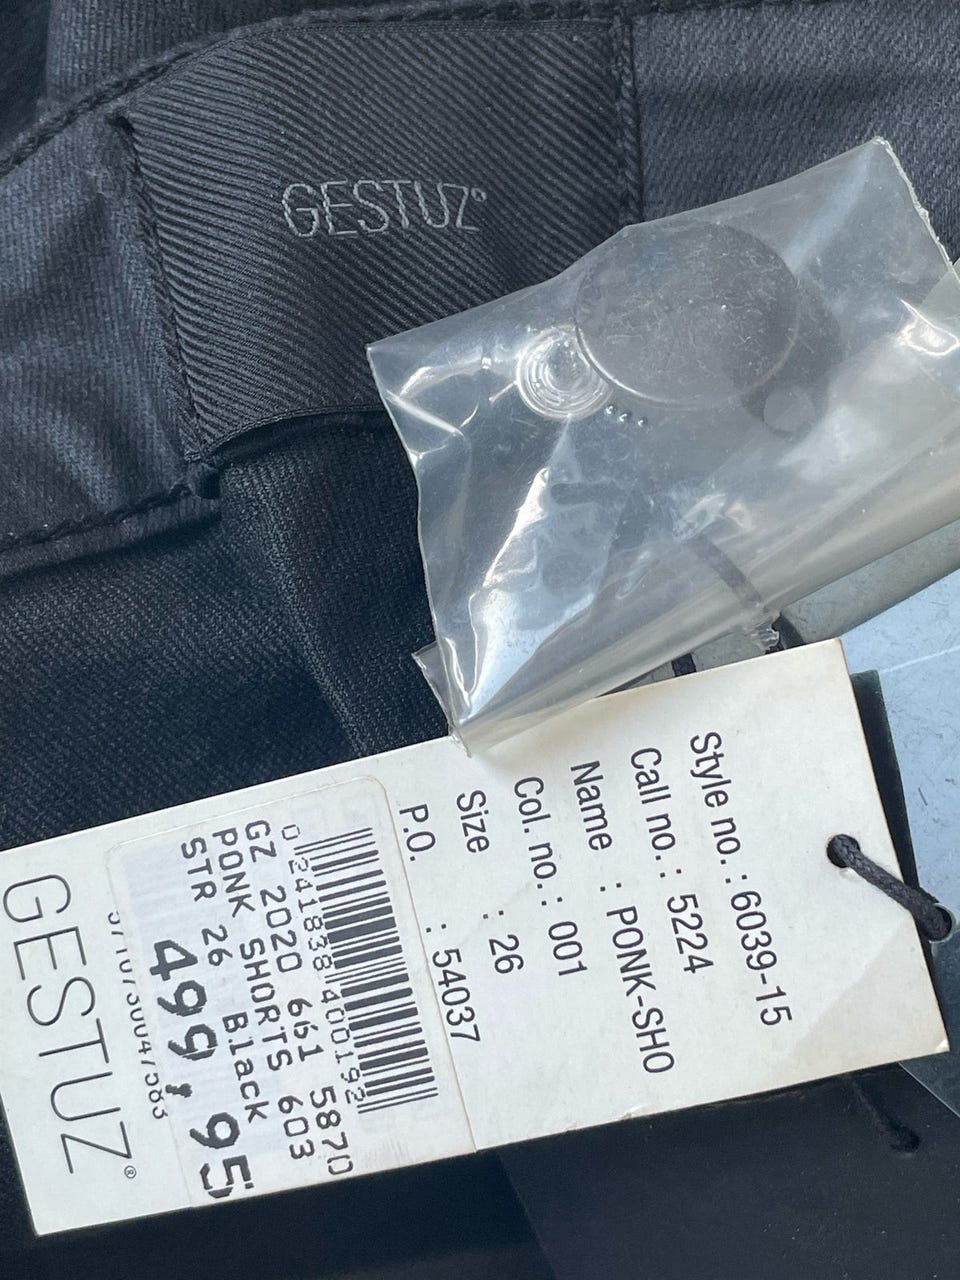 GESTUZ®
Style no.: 6039-15
Call no.: 5224
Name : PONK-SHO
Col. no.: 001
Size : 26
P.O. : 54037
GZ 2020 661 5870
PONK SHORTS 603
STR 26 Black
499,95
GESTUZ®